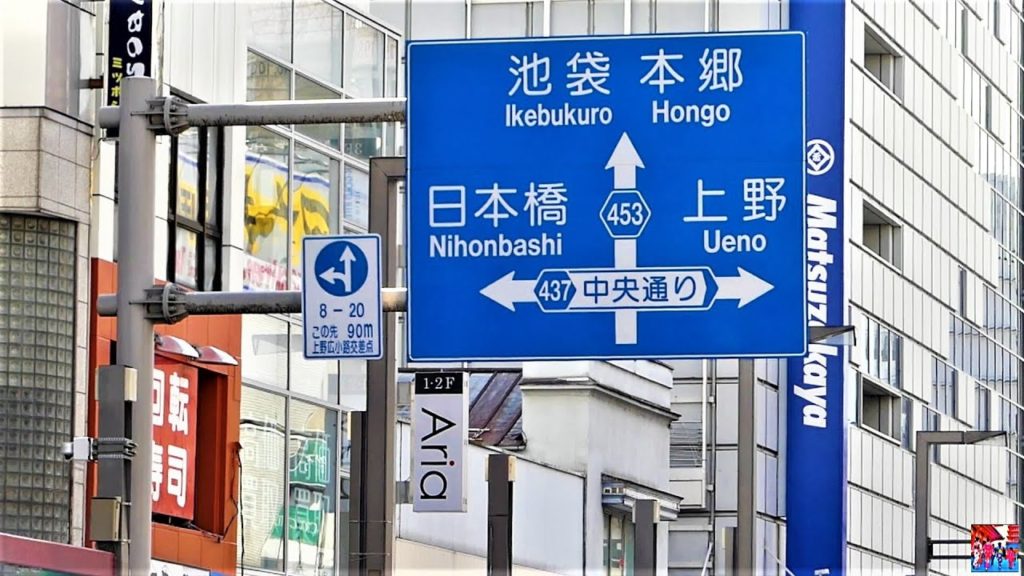 池袋 本郷
Ikebukuro Hongo
日本橋
Nihonbashi
453
上野
Ueno
437 中央通り
8-20
この先 90m
上野広小路交差点
1·2F
Aria
Matsuzakaya
回転
寿司